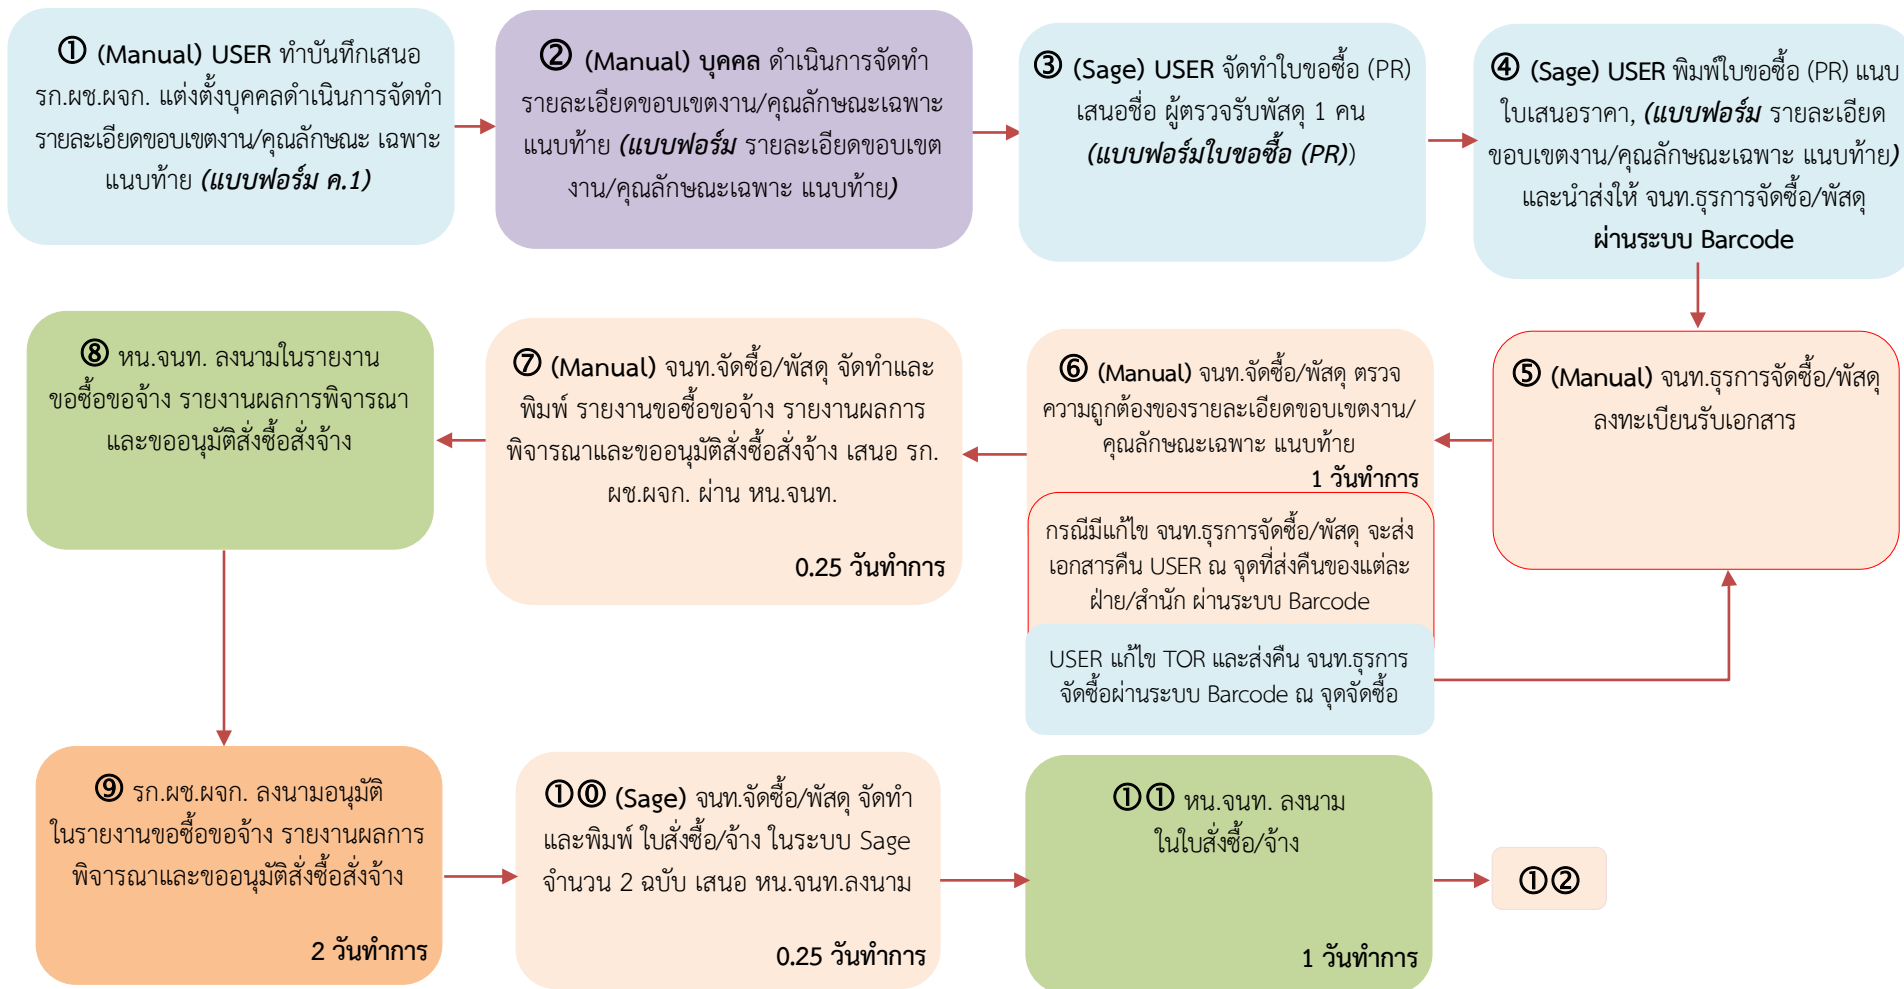 ① (Manual) USER ทำบันทึกเสนอ
รก.ผช.ผจก. แต่งตั้งบุคคลดำเนินการจัดทำ
รายละเอียดขอบเขตงาน/คุณลักษณะ เฉพาะ
แนบท้าย (แบบฟอร์ม ค.1)
② (Manual) บุคคล ดำเนินการจัดทำ
รายละเอียดขอบเขตงาน/คุณลักษณะเฉพาะ
แนบท้าย (แบบฟอร์ม รายละเอียดขอบเขต
งาน/คุณลักษณะเฉพาะ แนบท้าย)
③ (Sage) USER จัดทำใบขอซื้อ (PR)
เสนอชื่อ ผู้ตรวจรับพัสดุ 1 คน
(แบบฟอร์มใบขอซื้อ (PR))
④ (Sage) USER พิมพ์ใบขอซื้อ (PR) แนบ
ใบเสนอราคา, (แบบฟอร์ม รายละเอียด
ขอบเขตงาน/คุณลักษณะเฉพาะ แนบท้าย)
และนำส่งให้ จนท.ธุรการจัดซื้อ/พัสดุ
ผ่านระบบ Barcode
⑤ (Manual) จนท.ธุรการจัดซื้อ/พัสดุ
ลงทะเบียนรับเอกสาร
⑥ (Manual) จนท.จัดซื้อ/พัสดุ ตรวจ
ความถูกต้องของรายละเอียดขอบเขตงาน/
คุณลักษณะเฉพาะ แนบท้าย
1 วันทำการ
กรณีมีแก้ไข จนท.ธุรการจัดซื้อ/พัสดุ จะส่ง
เอกสารคืน USER ณ จุดที่ส่งคืนของแต่ละ
ฝ่าย/สำนัก ผ่านระบบ Barcode
USER แก้ไข TOR และส่งคืน จนท.ธุรการ
จัดซื้อผ่านระบบ Barcode ณ จุดจัดซื้อ
⑦ (Manual) จนท.จัดซื้อ/พัสดุ จัดทำและ
พิมพ์ รายงานขอซื้อขอจ้าง รายงานผลการ
พิจารณาและขออนุมัติสั่งซื้อสั่งจ้าง เสนอ รก.
ผช.ผจก. ผ่าน หน.จนท.
0.25 วันทำการ
⑧ หน.จนท. ลงนามในรายงาน
ขอซื้อขอจ้าง รายงานผลการพิจารณา
และขออนุมัติสั่งซื้อสั่งจ้าง
⑨ รก.ผช.ผจก. ลงนามอนุมัติ
ในรายงานขอซื้อขอจ้าง รายงานผลการ
พิจารณาและขออนุมัติสั่งซื้อสั่งจ้าง
2 วันทำการ
①⓪ (Sage) จนท.จัดซื้อ/พัสดุ จัดทำ
และพิมพ์ ใบสั่งซื้อ/จ้าง ในระบบ Sage
จำนวน 2 ฉบับ เสนอ หน.จนท.ลงนาม
0.25 วันทำการ
①① หน.จนท. ลงนาม
ในใบสั่งซื้อ/จ้าง
1 วันทำการ
①②